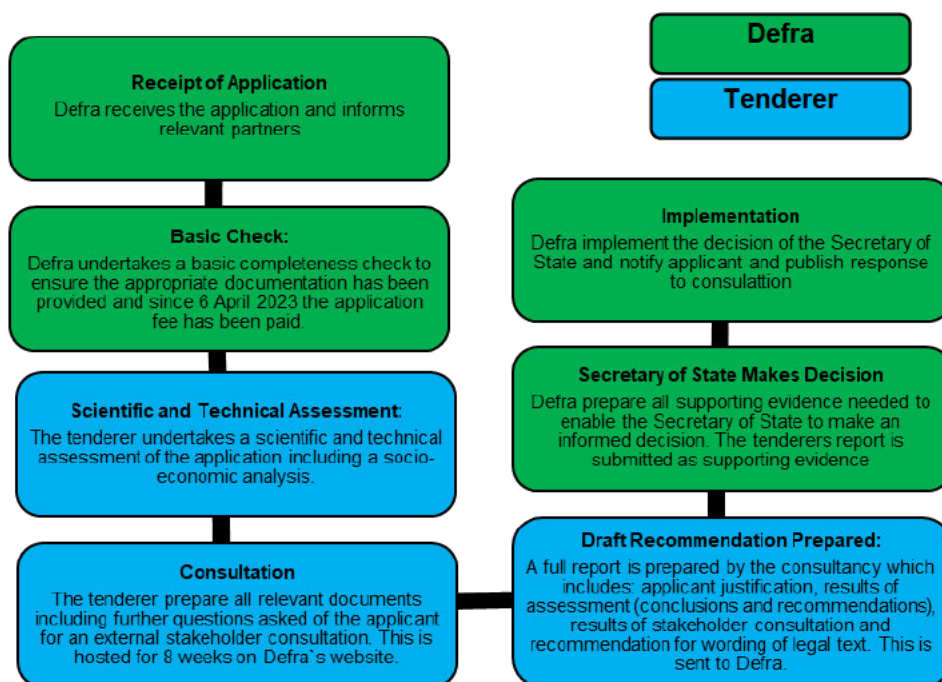 Defra
Tenderer
Receipt of Application
Defra receives the application and informs
relevant partners
Basic Check:
Defra undertakes a basic completeness check to
ensure the appropriate documentation has been
provided and since 6 April 2023 the application
fee has been paid.
Scientific and Technical Assessment:
The tenderer undertakes a scientific and technical
assessment of the application including a socio-
economic analysis.
Consultation
The tenderer prepare all relevant documents
including further questions asked of the applicant
for an external stakeholder consultation. This is
hosted for 8 weeks on Defra`s website.
Draft Recommendation Prepared:
A full report is prepared by the consultancy which
includes: applicant justification, results of
assessment (conclusions and recommendations),
results of stakeholder consultation and
recommendation for wording of legal text. This is
sent to Defra.
Secretary of State Makes Decision
Defra prepare all supporting evidence needed to
enable the Secretary of State to make an
informed decision. The tenderers report is
submitted as supporting evidence
Implementation
Defra implement the decision of the Secretary of
State and notify applicant and publish response
to consulattion